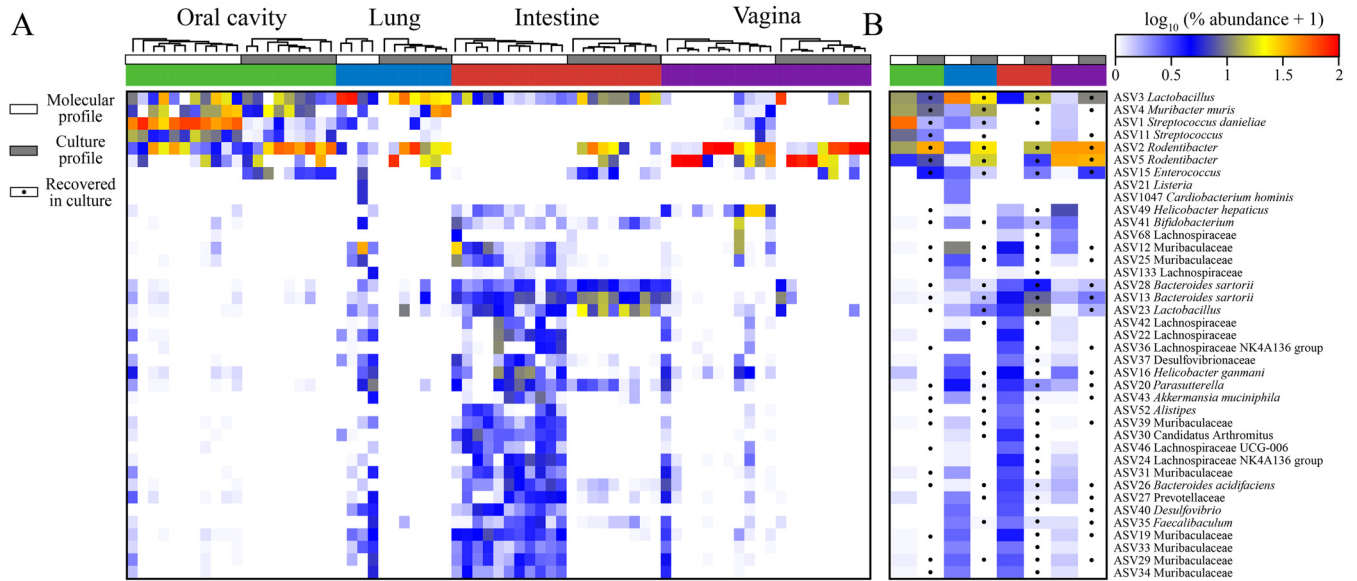 A
Oral cavity
Lung
Intestine
Vagina
B
log₁₀ (% abundance + 1)
0
1
2
Molecular
profile
Culture
profile
Recovered
in culture
ASV3 Lactobacillus
ASV4 Muribacter muris
ASV1 Streptococcus danieliae
ASV11 Streptococcus
ASV2 Rodentibacter
ASV5 Rodentibacter
ASV15 Enterococcus
ASV21 Listeria
ASV1047 Cardiobacterium hominis
ASV49 Helicobacter hepaticus
ASV41 Bifidobacterium
ASV68 Lachnospiraceae
ASV12 Muribaculaceae
ASV25 Muribaculaceae
ASV133 Lachnospiraceae
ASV28 Bacteroides sartorii
ASV13 Bacteroides sartorii
ASV23 Lactobacillus
ASV42 Lachnospiraceae
ASV22 Lachnospiraceae
ASV36 Lachnospiraceae NK4A136 group
ASV37 Desulfovibrionaceae
ASV16 Helicobacter ganmani
ASV20 Parasutterella
ASV43 Akkermansia muciniphila
ASV52 Alistipes
ASV39 Muribaculaceae
ASV30 Candidatus Arthromitus
ASV46 Lachnospiraceae UCG-006
ASV24 Lachnospiraceae NK4A136 group
ASV31 Muribaculaceae
ASV26 Bacteroides acidifaciens
ASV27 Prevotellaceae
ASV40 Desulfovibrio
ASV35 Faecalibaculum
ASV19 Muribaculaceae
ASV33 Muribaculaceae
ASV29 Muribaculaceae
ASV34 Muribaculaceae